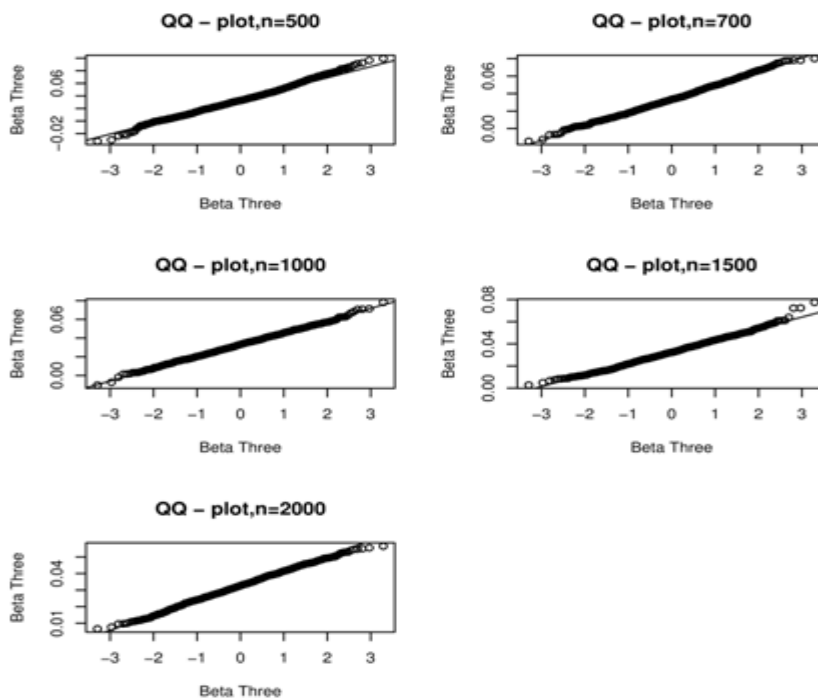 QQ − plot,n=500
Beta Three
−0.02 0.06
−3 −2 −1 0 1 2 3
Beta Three
QQ − plot,n=700
Beta Three
0.00 0.06
−3 −2 −1 0 1 2 3
Beta Three
QQ − plot,n=1000
Beta Three
0.00 0.06
−3 −2 −1 0 1 2 3
Beta Three
QQ − plot,n=1500
Beta Three
0.00 0.04 0.08
−3 −2 −1 0 1 2 3
Beta Three
QQ − plot,n=2000
Beta Three
0.01 0.04
−3 −2 −1 0 1 2 3
Beta Three